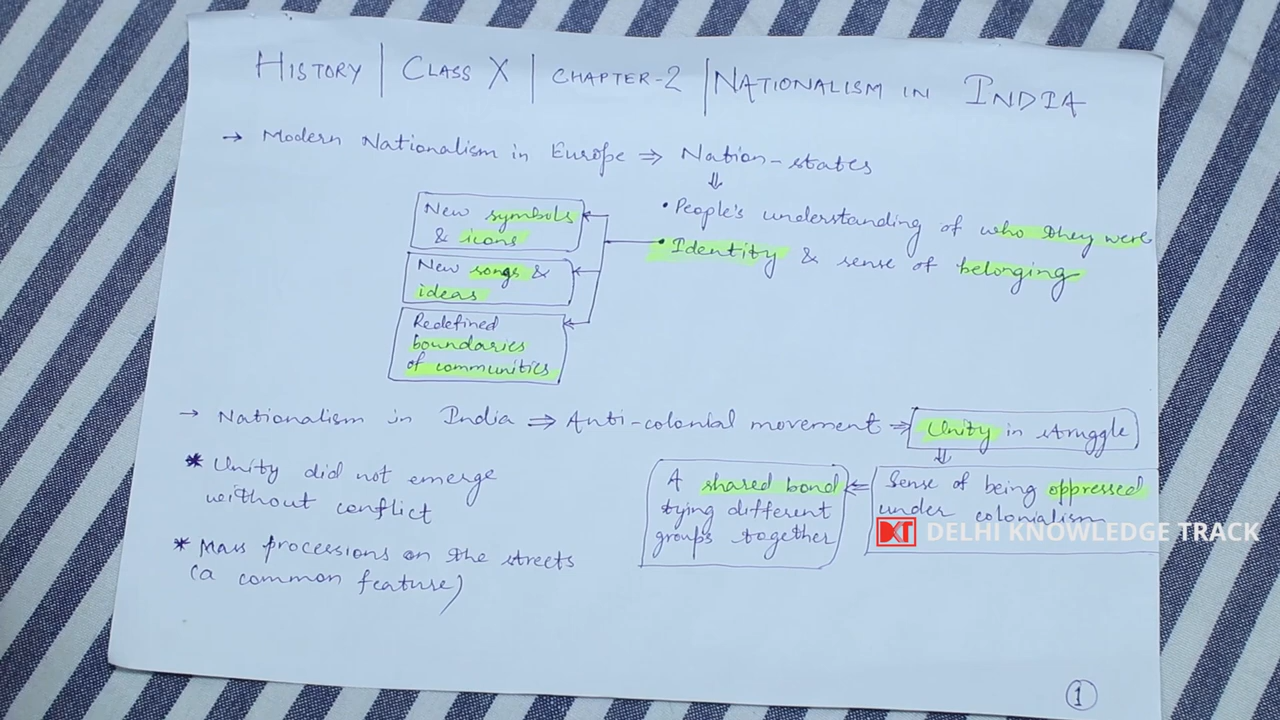 HISTORY | CLASS X | CHAPTER-2 | NATIONALISM IN INDIA
→ Modern Nationalism in Europe ⇒ Nation-states
⇓
• People's understanding of who they were
• Identity & sense of belonging
New symbols
& icons
New songs &
ideas
Redefined
boundaries
of communities
→ Nationalism in India ⇒ Anti-colonial movement ⇒ Unity in struggle
⇓
Sense of being oppressed
under colonialism
⇐
A shared bond
tying different
groups together
* Unity did not emerge
without conflict
* Mass processions on the streets
(a common feature)
DKT DELHI KNOWLEDGE TRACK
1